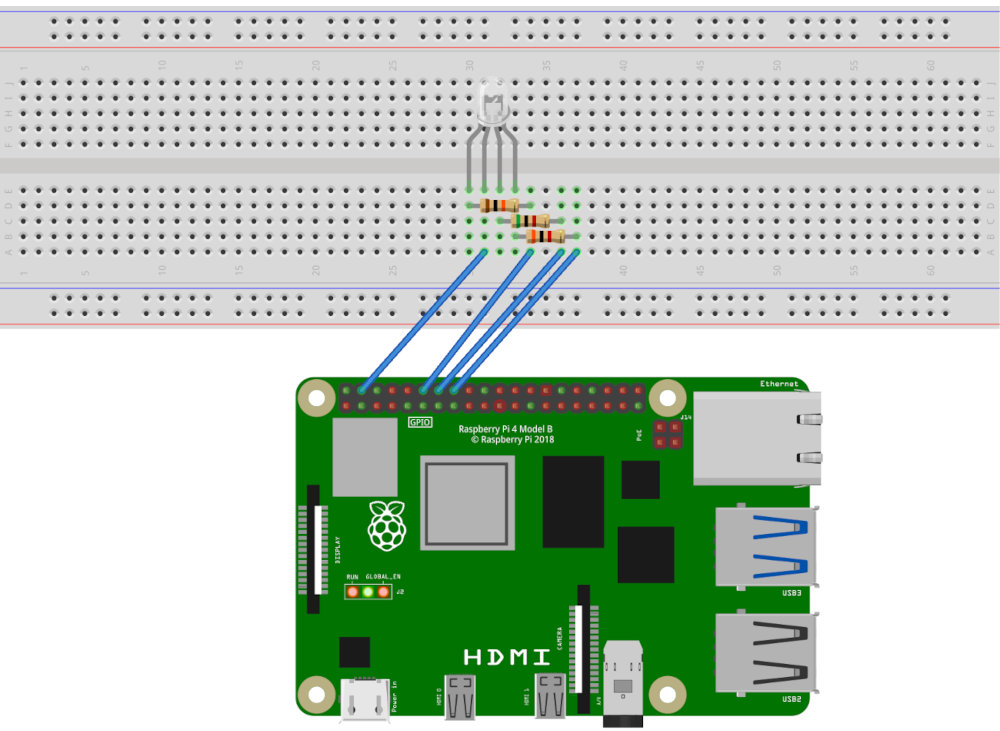 1 5 10 15 20 25 30 35 40 45 50 55 60
J
I
H
G
F
J
I
H
G
F
E
D
C
B
A
E
D
C
B
A
1 5 10 15 20 25 30 35 40 45 50 55 60
Ethernet
GPIO
J14
Raspberry Pi 4 Model B
© Raspberry Pi 2018
PoE
DISPLAY
RUN GLOBAL_EN
J2
USB3
CAMERA
HDMI
Power in
HDMI 0
HDMI 1
A/V
USB2